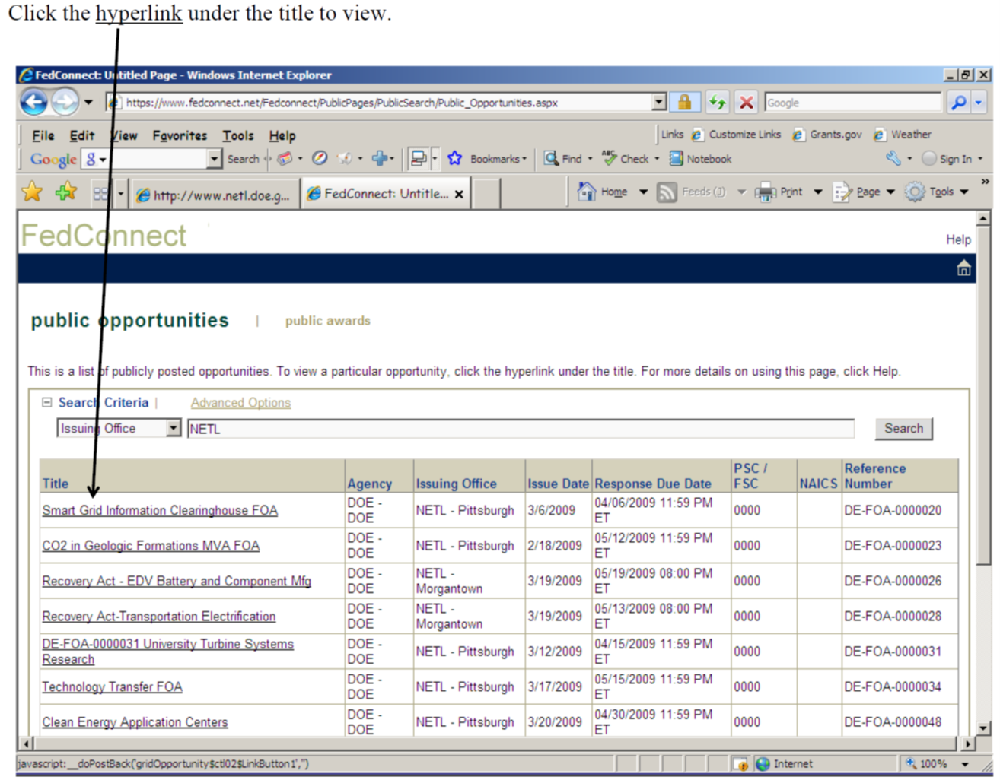 Click the hyperlink under the title to view.
FedConnect: Untitled Page - Windows Internet Explorer
https://www.fedconnect.net/Fedconnect/PublicPages/PublicSearch/Public_Opportunities.aspx
Google
File Edit View Favorites Tools Help
Links Customize Links Grants.gov Weather
Google Search Bookmarks Find Check Notebook Sign In
http://www.netl.doe.g... FedConnect: Untitle... Home Feeds (J) Print Page Tools
FedConnect
Help
public opportunities | public awards
This is a list of publicly posted opportunities. To view a particular opportunity, click the hyperlink under the title. For more details on using this page, click Help.
Search Criteria | Advanced Options
Issuing Office NETL Search
Title Agency Issuing Office Issue Date Response Due Date PSC / FSC NAICS Reference Number
Smart Grid Information Clearinghouse FOA DOE - DOE NETL - Pittsburgh 3/6/2009 04/06/2009 11:59 PM ET 0000 DE-FOA-0000020
CO2 in Geologic Formations MVA FOA DOE - DOE NETL - Pittsburgh 2/18/2009 05/12/2009 11:59 PM ET 0000 DE-FOA-0000023
Recovery Act - EDV Battery and Component Mfg DOE - DOE NETL - Morgantown 3/19/2009 05/19/2009 08:00 PM ET 0000 DE-FOA-0000026
Recovery Act-Transportation Electrification DOE - DOE NETL - Morgantown 3/19/2009 05/13/2009 08:00 PM ET 0000 DE-FOA-0000028
DE-FOA-0000031 University Turbine Systems Research DOE - DOE NETL - Pittsburgh 3/12/2009 04/15/2009 11:59 PM ET 0000 DE-FOA-0000031
Technology Transfer FOA DOE - DOE NETL - Pittsburgh 3/17/2009 05/15/2009 11:59 PM ET 0000 DE-FOA-0000034
Clean Energy Application Centers DOE - DOE NETL - Pittsburgh 3/20/2009 04/30/2009 11:59 PM ET 0000 DE-FOA-0000048
javascript:__doPostBack('gridOpportunity$ctl02$LinkButton1','') Internet 100%